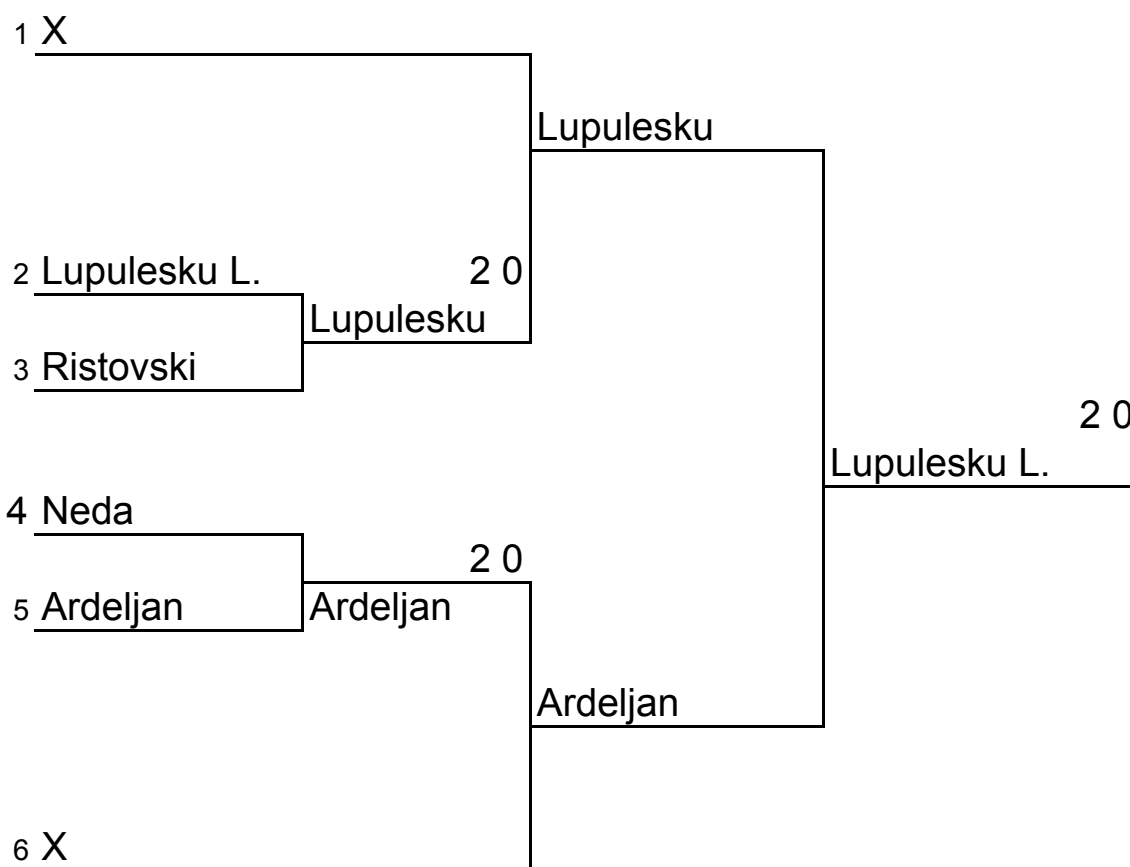 1 X
Lupulesku
2 Lupulesku L. 2 0
Lupulesku
3 Ristovski
2 0
Lupulesku L.
4 Neda
2 0
5 Ardeljan Ardeljan
Ardeljan
6 X